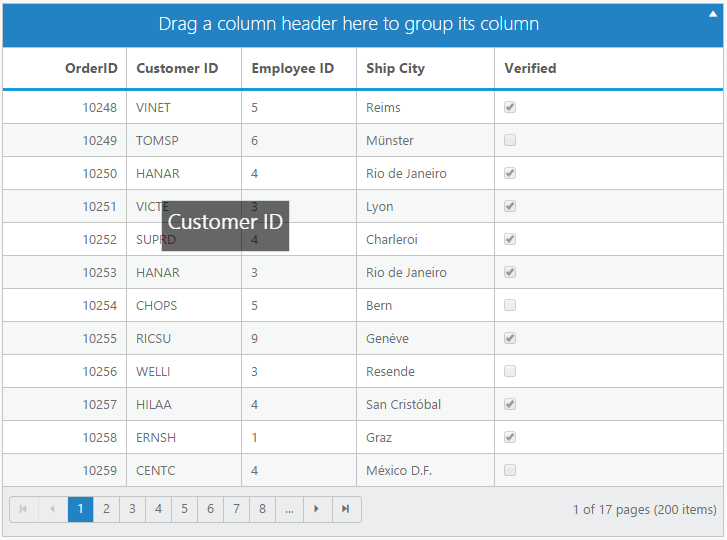 Drag a column header here to group its column
OrderID Customer ID Employee ID Ship City Verified
10248 VINET 5 Reims
10249 TOMSP 6 Münster
10250 HANAR 4 Rio de Janeiro
10251 VICTE 3 Lyon
Customer ID
10252 SUPRD 4 Charleroi
10253 HANAR 3 Rio de Janeiro
10254 CHOPS 5 Bern
10255 RICSU 9 Genève
10256 WELLI 3 Resende
10257 HILAA 4 San Cristóbal
10258 ERNSH 1 Graz
10259 CENTC 4 México D.F.
1 2 3 4 5 6 7 8 ... 1 of 17 pages (200 items)